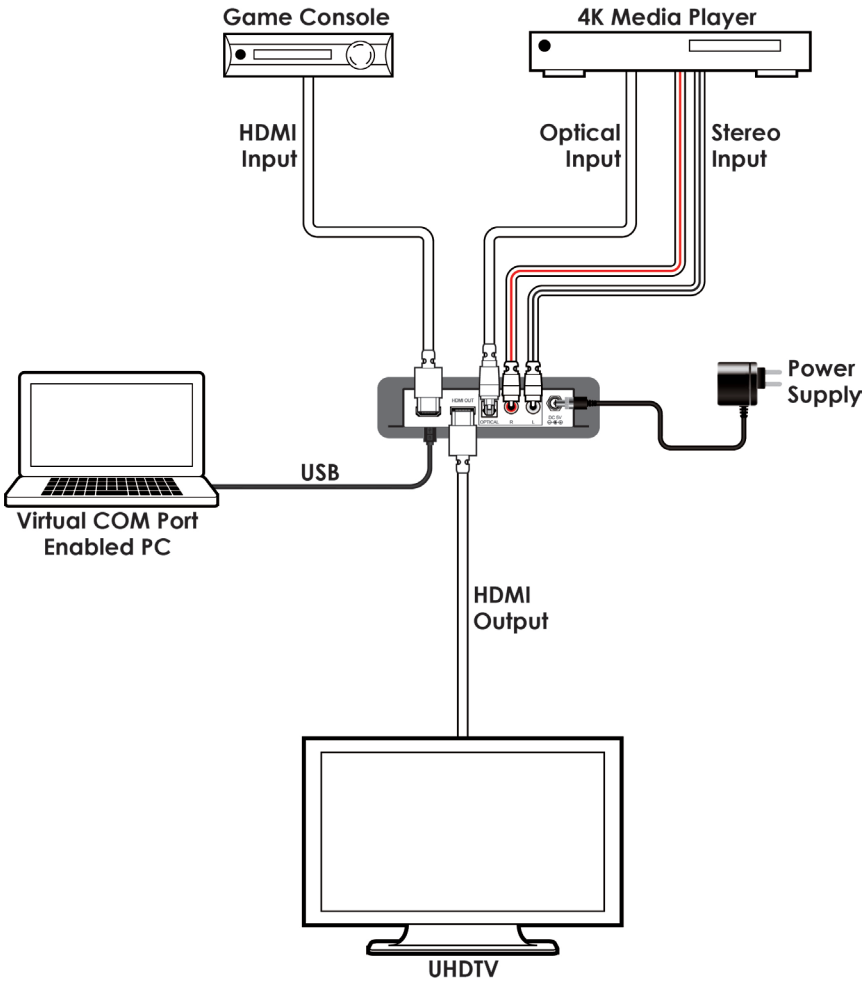 Game Console
4K Media Player
HDMI
Input
Optical
Input
Stereo
Input
Power
Supply
HDMI OUT
OPTICAL
R
L
DC 5V
USB
Virtual COM Port
Enabled PC
HDMI
Output
UHDTV